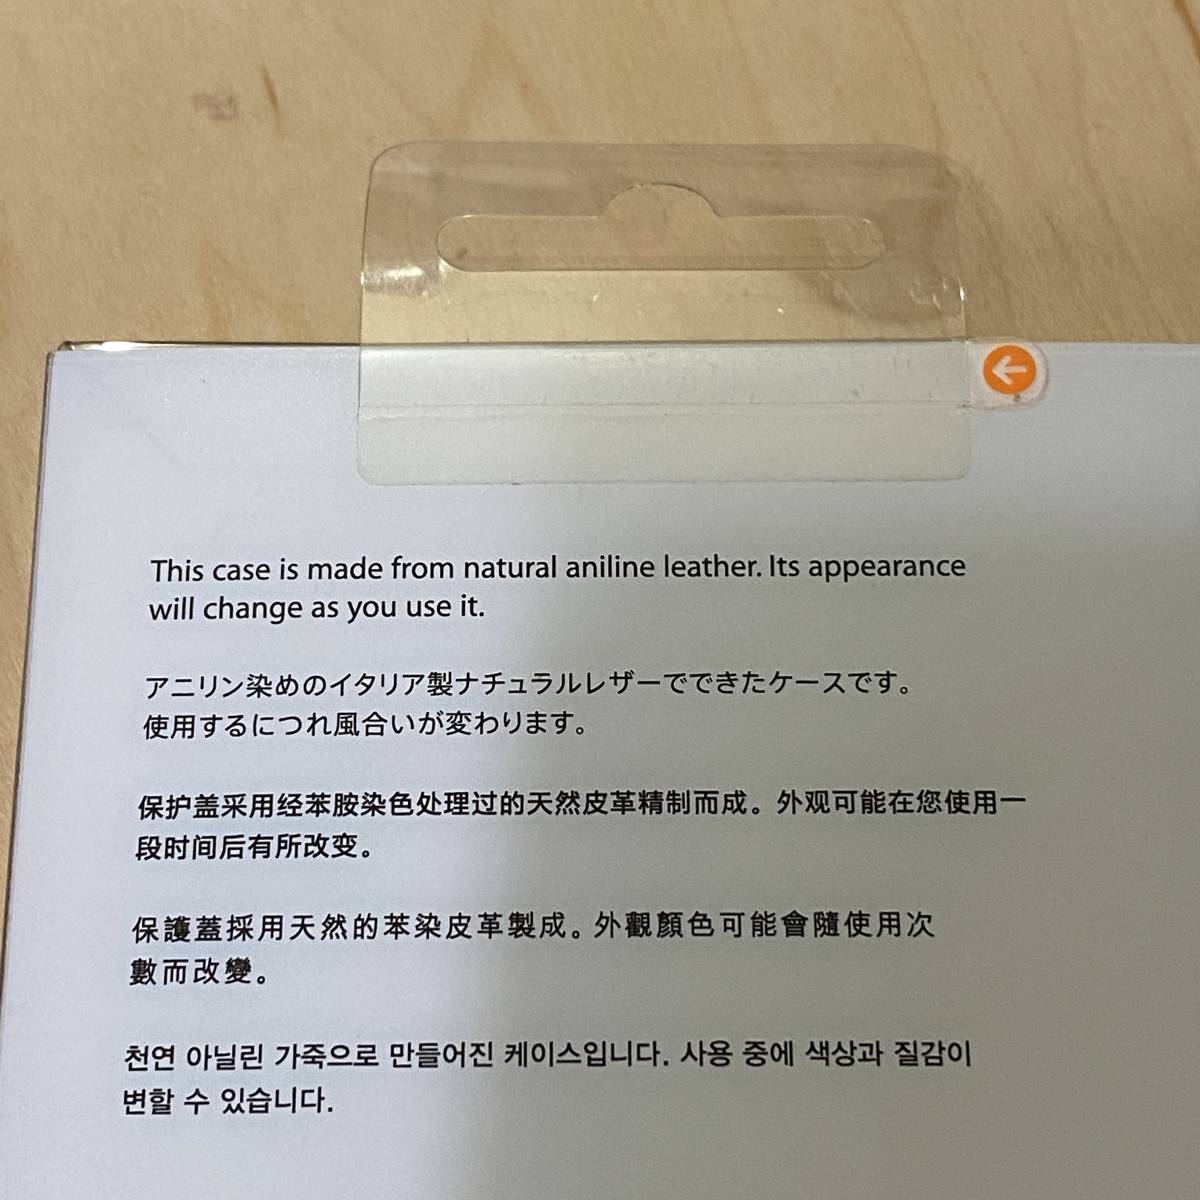 This case is made from natural aniline leather. Its appearance
will change as you use it.
アニリン染めのイタリア製ナチュラルレザーでできたケースです。
使用するにつれ風合いが変わります。
保护盖采用经苯胺染色处理过的天然皮革精制而成。外观可能在您使用一
段时间后有所改变。
保護蓋採用天然的苯染皮革製成。外觀顏色可能會隨使用次
數而改變。
천연 아닐린 가죽으로 만들어진 케이스입니다. 사용 중에 색상과 질감이
변할 수 있습니다.